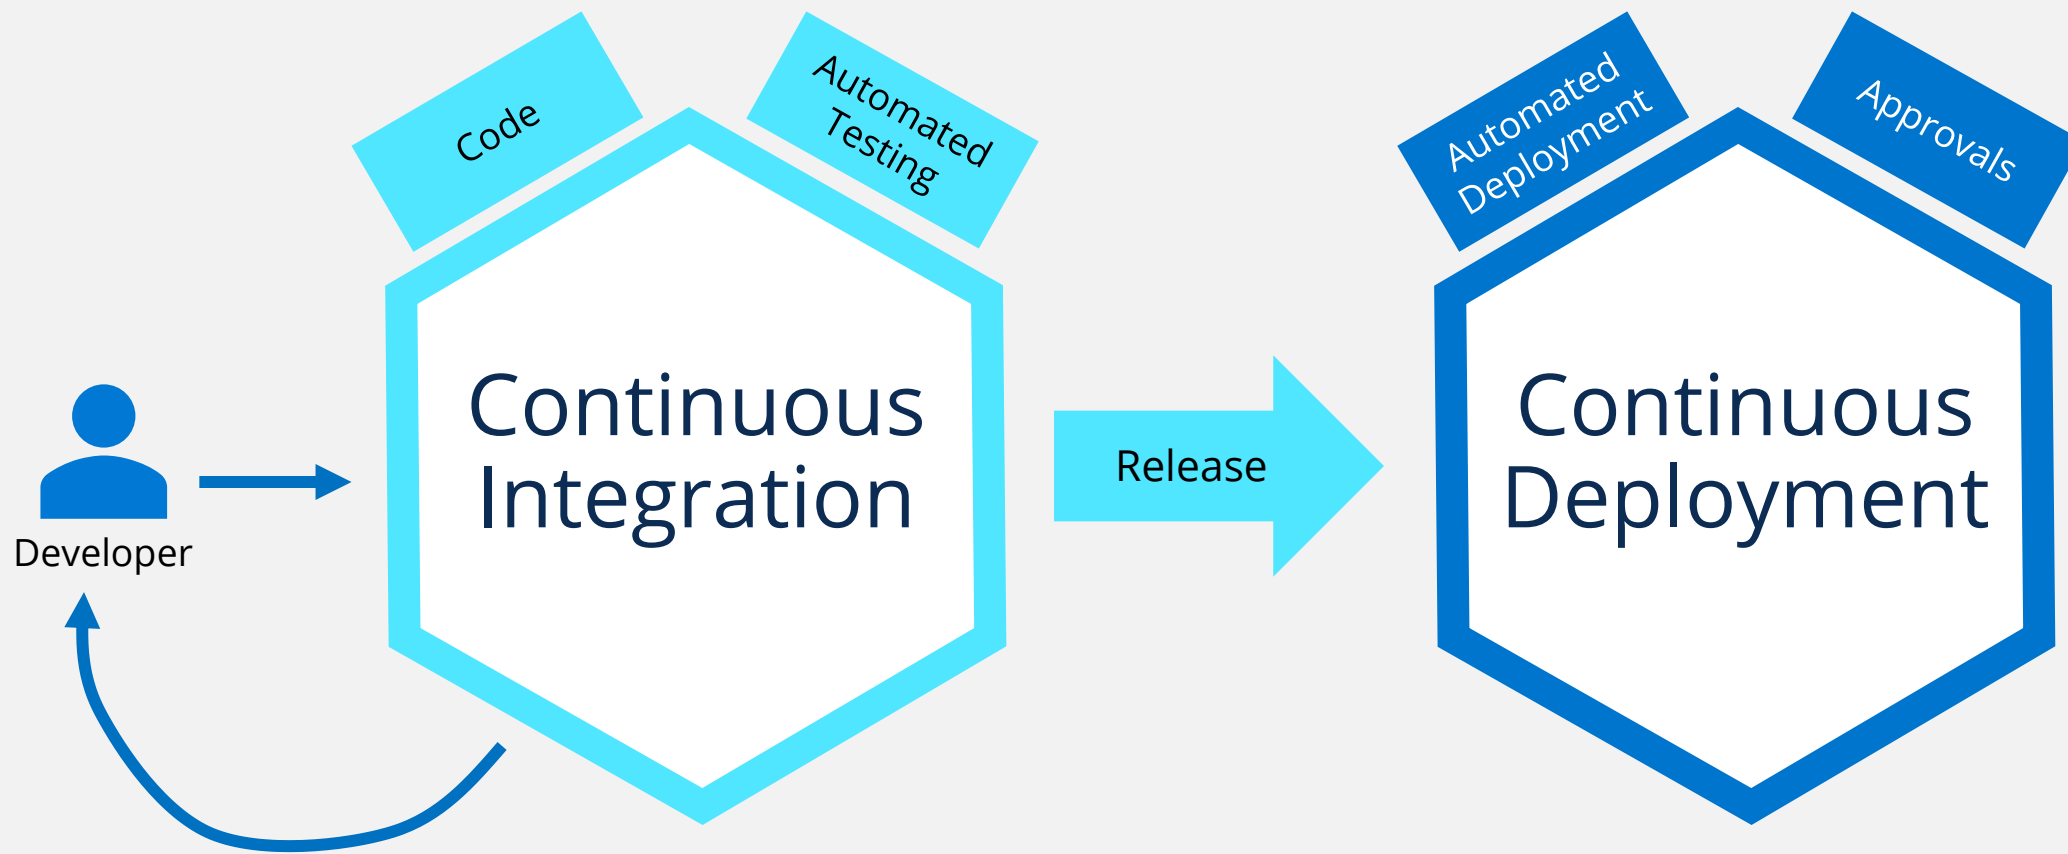 Code
Automated
Testing
Automated
Deployment
Approvals
Developer
Continuous
Integration
Release
Continuous
Deployment